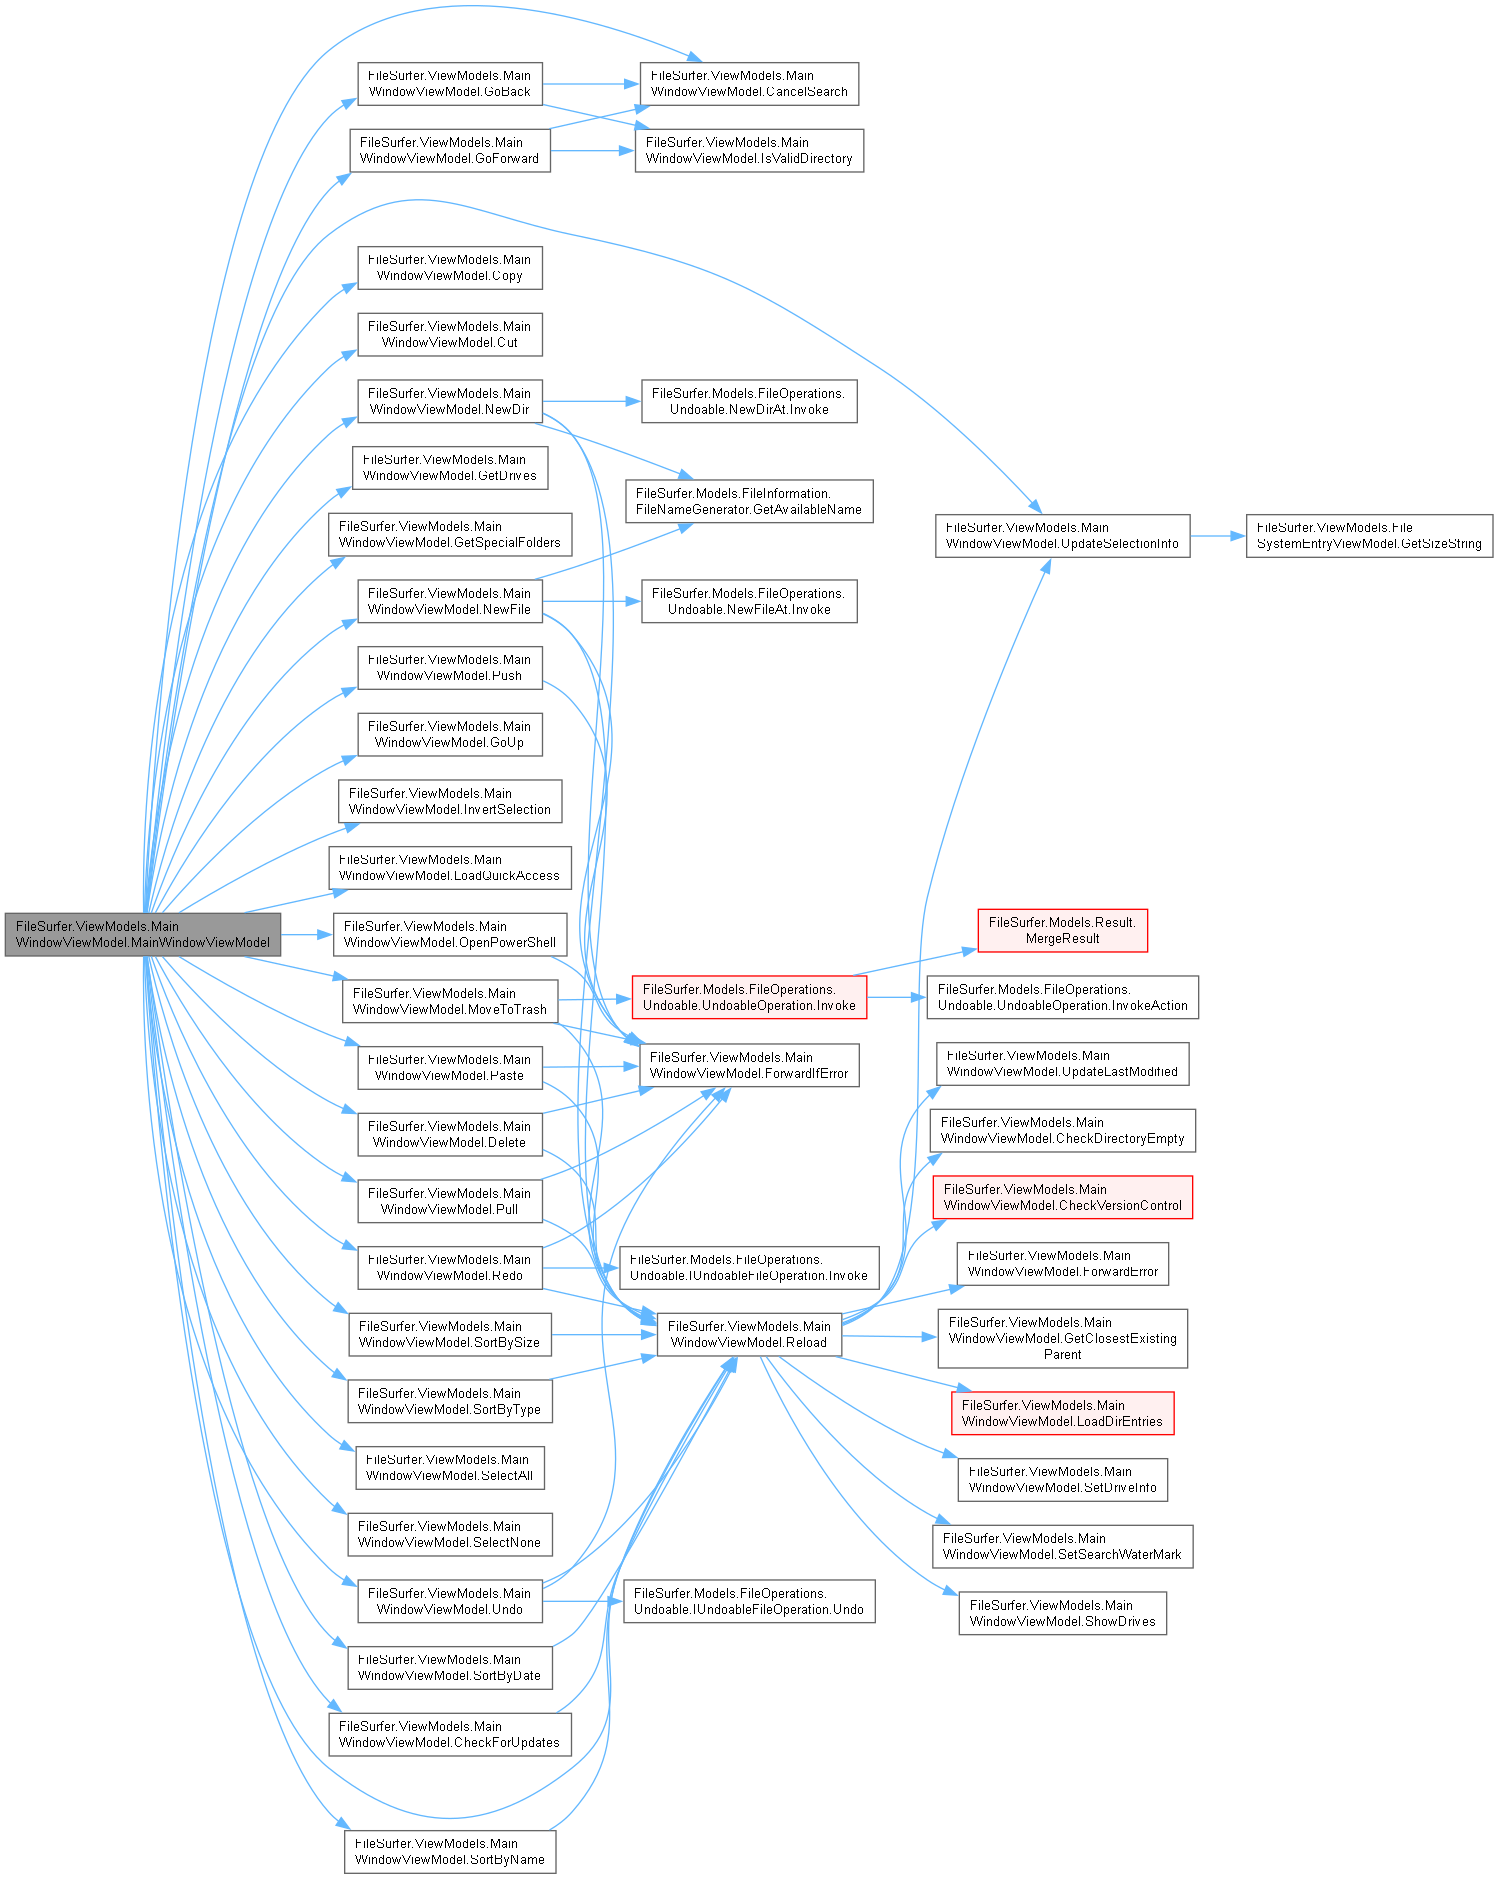 FileSurfer.ViewModels.Main
WindowViewModel.MainWindowViewModel
FileSurfer.ViewModels.Main
WindowViewModel.GoBack
FileSurfer.ViewModels.Main
WindowViewModel.GoForward
FileSurfer.ViewModels.Main
WindowViewModel.Copy
FileSurfer.ViewModels.Main
WindowViewModel.Cut
FileSurfer.ViewModels.Main
WindowViewModel.NewDir
FileSurfer.ViewModels.Main
WindowViewModel.GetDrives
FileSurfer.ViewModels.Main
WindowViewModel.GetSpecialFolders
FileSurfer.ViewModels.Main
WindowViewModel.NewFile
FileSurfer.ViewModels.Main
WindowViewModel.Push
FileSurfer.ViewModels.Main
WindowViewModel.GoUp
FileSurfer.ViewModels.Main
WindowViewModel.InvertSelection
FileSurfer.ViewModels.Main
WindowViewModel.LoadQuickAccess
FileSurfer.ViewModels.Main
WindowViewModel.OpenPowerShell
FileSurfer.ViewModels.Main
WindowViewModel.MoveToTrash
FileSurfer.ViewModels.Main
WindowViewModel.Paste
FileSurfer.ViewModels.Main
WindowViewModel.Delete
FileSurfer.ViewModels.Main
WindowViewModel.Pull
FileSurfer.ViewModels.Main
WindowViewModel.Redo
FileSurfer.ViewModels.Main
WindowViewModel.SortBySize
FileSurfer.ViewModels.Main
WindowViewModel.SortByType
FileSurfer.ViewModels.Main
WindowViewModel.SelectAll
FileSurfer.ViewModels.Main
WindowViewModel.SelectNone
FileSurfer.ViewModels.Main
WindowViewModel.Undo
FileSurfer.ViewModels.Main
WindowViewModel.SortByDate
FileSurfer.ViewModels.Main
WindowViewModel.CheckForUpdates
FileSurfer.ViewModels.Main
WindowViewModel.SortByName
FileSurfer.ViewModels.Main
WindowViewModel.CancelSearch
FileSurfer.ViewModels.Main
WindowViewModel.IsValidDirectory
FileSurfer.Models.FileOperations.
Undoable.NewDirAt.Invoke
FileSurfer.Models.FileInformation.
FileNameGenerator.GetAvailableName
FileSurfer.Models.FileOperations.
Undoable.NewFileAt.Invoke
FileSurfer.Models.FileOperations.
Undoable.UndoableOperation.Invoke
FileSurfer.ViewModels.Main
WindowViewModel.ForwardIfError
FileSurfer.Models.FileOperations.
Undoable.IUndoableFileOperation.Invoke
FileSurfer.ViewModels.Main
WindowViewModel.Reload
FileSurfer.Models.FileOperations.
Undoable.IUndoableFileOperation.Undo
FileSurfer.ViewModels.Main
WindowViewModel.UpdateSelectionInfo
FileSurfer.Models.Result.
MergeResult
FileSurfer.Models.FileOperations.
Undoable.UndoableOperation.InvokeAction
FileSurfer.ViewModels.Main
WindowViewModel.UpdateLastModified
FileSurfer.ViewModels.Main
WindowViewModel.CheckDirectoryEmpty
FileSurfer.ViewModels.Main
WindowViewModel.CheckVersionControl
FileSurfer.ViewModels.Main
WindowViewModel.ForwardError
FileSurfer.ViewModels.Main
WindowViewModel.GetClosestExisting
Parent
FileSurfer.ViewModels.Main
WindowViewModel.LoadDirEntries
FileSurfer.ViewModels.Main
WindowViewModel.SetDriveInfo
FileSurfer.ViewModels.Main
WindowViewModel.SetSearchWaterMark
FileSurfer.ViewModels.Main
WindowViewModel.ShowDrives
FileSurfer.ViewModels.File
SystemEntryViewModel.GetSizeString